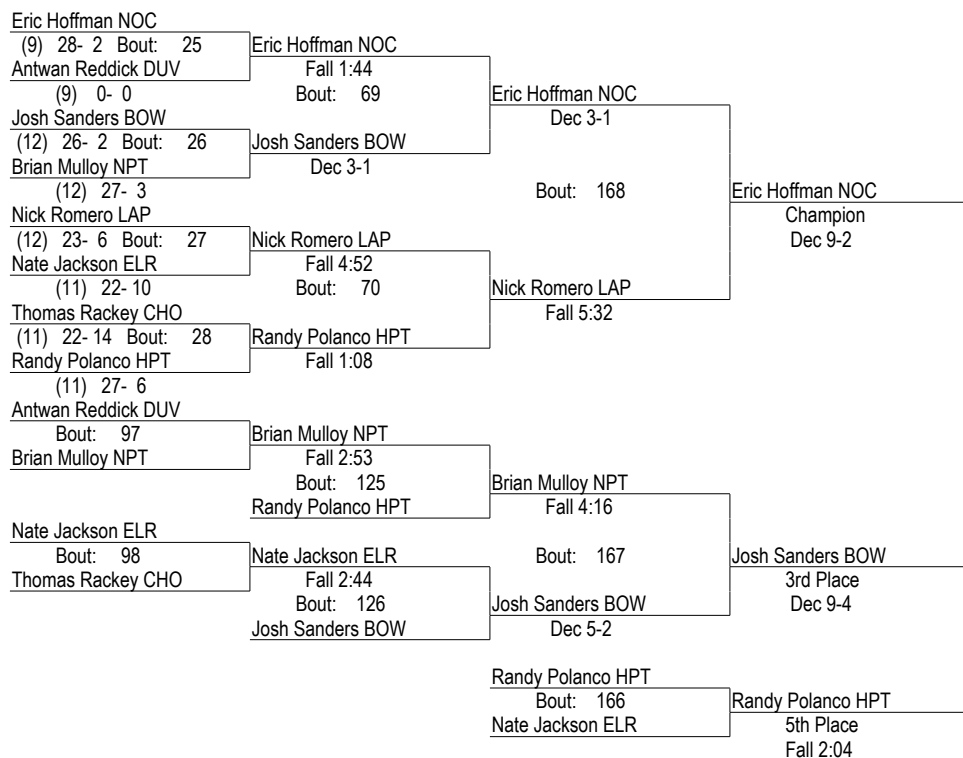 Eric Hoffman NOC
(9) 28- 2 Bout: 25
Eric Hoffman NOC
Antwan Reddick DUV
Fall 1:44
(9) 0- 0
Bout: 69
Eric Hoffman NOC
Josh Sanders BOW
Dec 3-1
(12) 26- 2 Bout: 26
Josh Sanders BOW
Brian Mulloy NPT
Dec 3-1
(12) 27- 3
Bout: 168
Eric Hoffman NOC
Nick Romero LAP
Champion
(12) 23- 6 Bout: 27
Nick Romero LAP
Dec 9-2
Nate Jackson ELR
Fall 4:52
(11) 22- 10
Bout: 70
Nick Romero LAP
Thomas Rackey CHO
Fall 5:32
(11) 22- 14 Bout: 28
Randy Polanco HPT
Randy Polanco HPT
Fall 1:08
(11) 27- 6
Antwan Reddick DUV
Bout: 97
Brian Mulloy NPT
Brian Mulloy NPT
Fall 2:53
Bout: 125
Brian Mulloy NPT
Randy Polanco HPT
Fall 4:16
Nate Jackson ELR
Bout: 98
Nate Jackson ELR
Bout: 167
Josh Sanders BOW
Thomas Rackey CHO
Fall 2:44
3rd Place
Bout: 126
Josh Sanders BOW
Dec 9-4
Josh Sanders BOW
Dec 5-2
Randy Polanco HPT
Bout: 166
Randy Polanco HPT
Nate Jackson ELR
5th Place
Fall 2:04